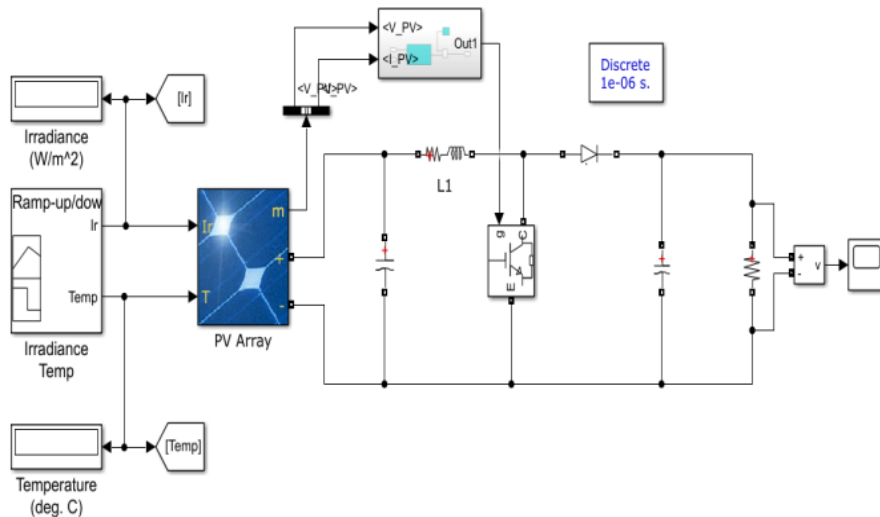 <V_PV>
<I_PV>
Out1
Discrete
1e-06 s.
[Ir]
Irradiance
(W/m^2)
L1
Ramp-up/dow
Ir
Temp
Irradiance
Temp
Ir
T
m
+
-
PV Array
g
C
E
+
-
v
[Temp]
Temperature
(deg. C)